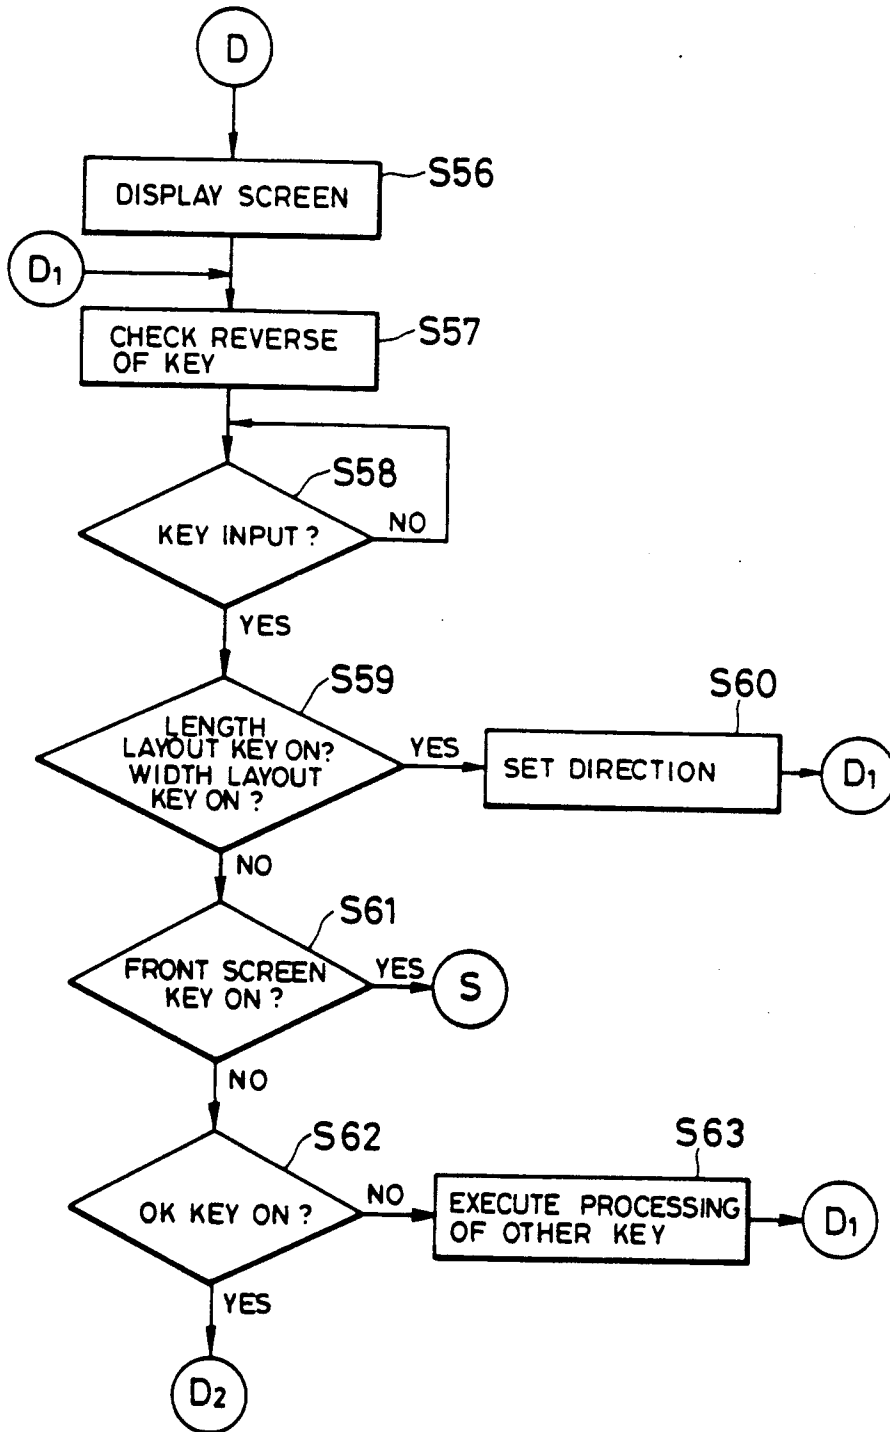 D
DISPLAY SCREEN
S56
D1
CHECK REVERSE
OF KEY
S57
S58
KEY INPUT ?
NO
YES
S59
LENGTH
LAYOUT KEY ON?
WIDTH LAYOUT
KEY ON ?
YES
S60
SET DIRECTION
D1
NO
S61
FRONT SCREEN
KEY ON ?
YES
S
NO
S62
OK KEY ON ?
NO
S63
EXECUTE PROCESSING
OF OTHER KEY
D1
YES
D2